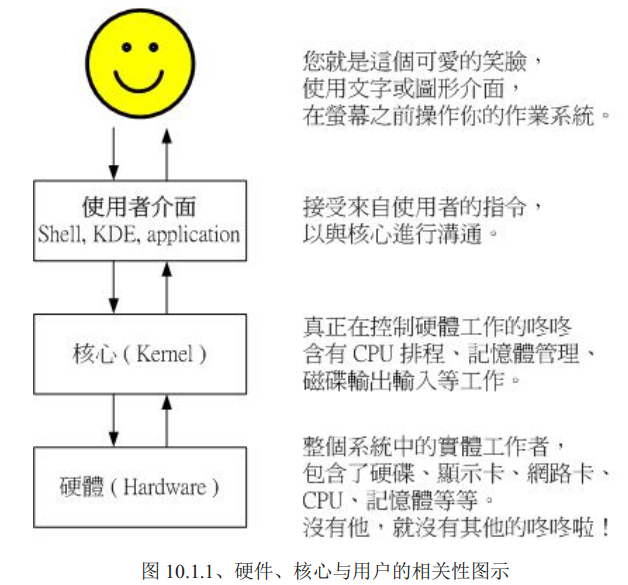 您就是這個可愛的笑臉，
使用文字或圖形介面，
在螢幕之前操作你的作業系統。
使用者介面
Shell, KDE, application
接受來自使用者的指令，
以與核心進行溝通。
核心 ( Kernel )
真正在控制硬體工作的咚咚
含有 CPU 排程、記憶體管理、
磁碟輸出輸入等工作。
硬體 ( Hardware )
整個系統中的實體工作者，
包含了硬碟、顯示卡、網路卡、
CPU、記憶體等等。
沒有他，就沒有其他的咚咚啦！
图 10.1.1、硬件、核心与用户的相关性图示